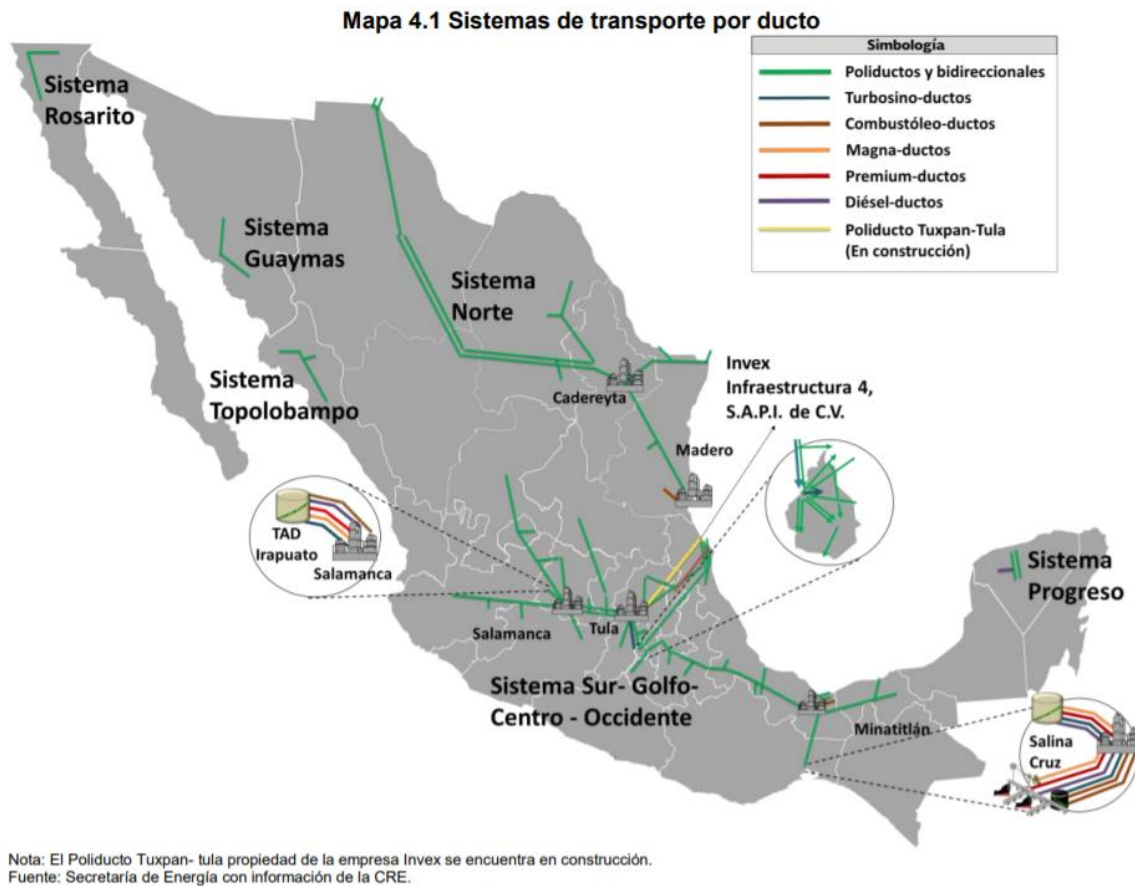 Mapa 4.1 Sistemas de transporte por ducto
Simbología
Poliductos y bidireccionales
Turbosino-ductos
Combustóleo-ductos
Magna-ductos
Premium-ductos
Diésel-ductos
Poliducto Tuxpan-Tula
(En construcción)
Sistema
Rosarito
Sistema
Guaymas
Sistema
Norte
Sistema
Topolobampo
Cadereyta
Invex
Infraestructura 4,
S.A.P.I. de C.V.
Madero
TAD
Irapuato
Salamanca
Salamanca
Tula
Sistema
Progreso
Sistema Sur- Golfo-
Centro - Occidente
Minatitlán
Salina
Cruz
Nota: El Poliducto Tuxpan- tula propiedad de la empresa Invex se encuentra en construcción.
Fuente: Secretaría de Energía con información de la CRE.